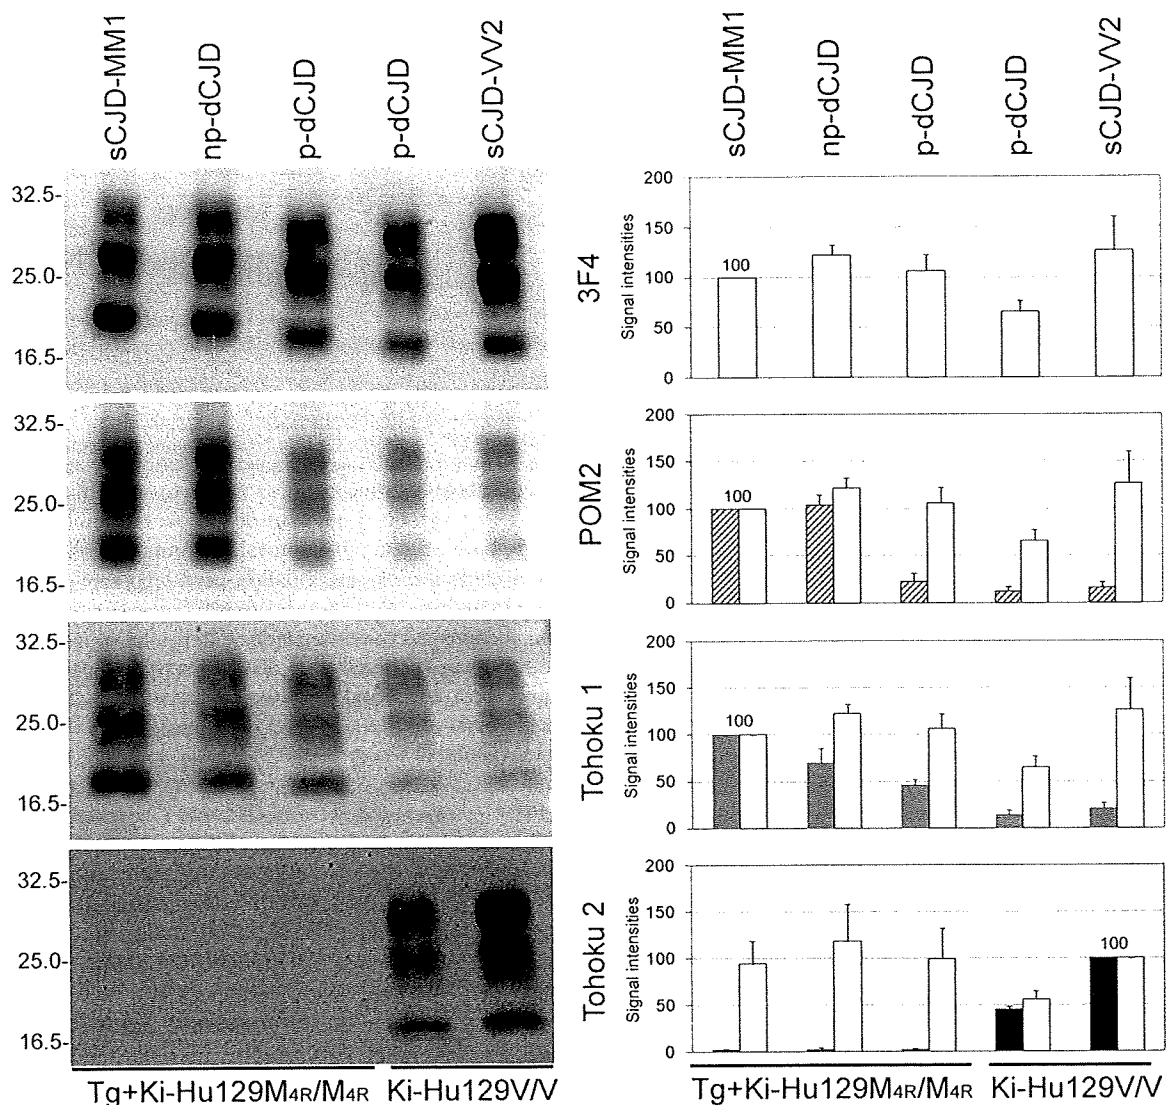 sCJD-MM1
np-dCJD
p-dCJD
p-dCJD
sCJD-VV2
32.5-
25.0-
16.5-
32.5-
25.0-
16.5-
32.5-
25.0-
16.5-
32.5-
25.0-
16.5-
Tg+Ki-Hu129M4R/M4R
Ki-Hu129V/V
sCJD-MM1
np-dCJD
p-dCJD
p-dCJD
sCJD-VV2
3F4
Signal intensities
200
150
100
50
0
100
POM2
Signal intensities
200
150
100
50
0
100
Tohoku 1
Signal intensities
200
150
100
50
0
100
Tohoku 2
Signal intensities
200
150
100
50
0
100
Tg+Ki-Hu129M4R/M4R
Ki-Hu129V/V